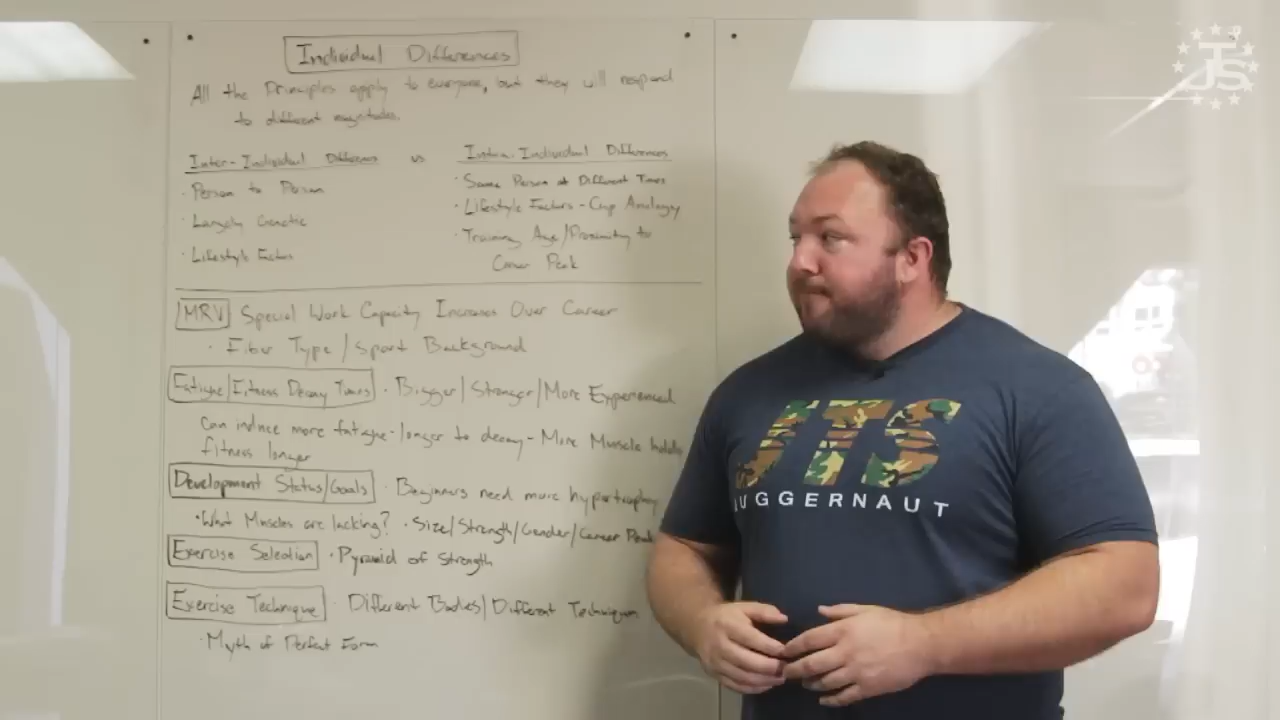 Individual Differences
All the Principles apply to everyone, but they will respond
to different magnitudes.
Inter-Individual Differences vs Intra-Individual Differences
· Person to Person
· Largely Genetic
· Lifestyle Factors
· Same Person at Different Times
· Lifestyle Factors - Cup Analogy
· Training Age/Proximity to
Career Peak
MRV Special Work Capacity Increases Over Career
· Fiber Type/Sport Background
Fatigue/Fitness Decay Times · Bigger/Stronger/More Experienced
can induce more fatigue - longer to decay - More Muscle holds
fitness longer
Development Status/Goals · Beginners need more hypertrophy
· What Muscles are lacking? · Size/Strength/Gender/Career Peak
Exercise Selection · Pyramid of Strength
Exercise Technique · Different Bodies/Different Techniques
· Myth of Perfect Form
JTS
JUGGERNAUT
JTS